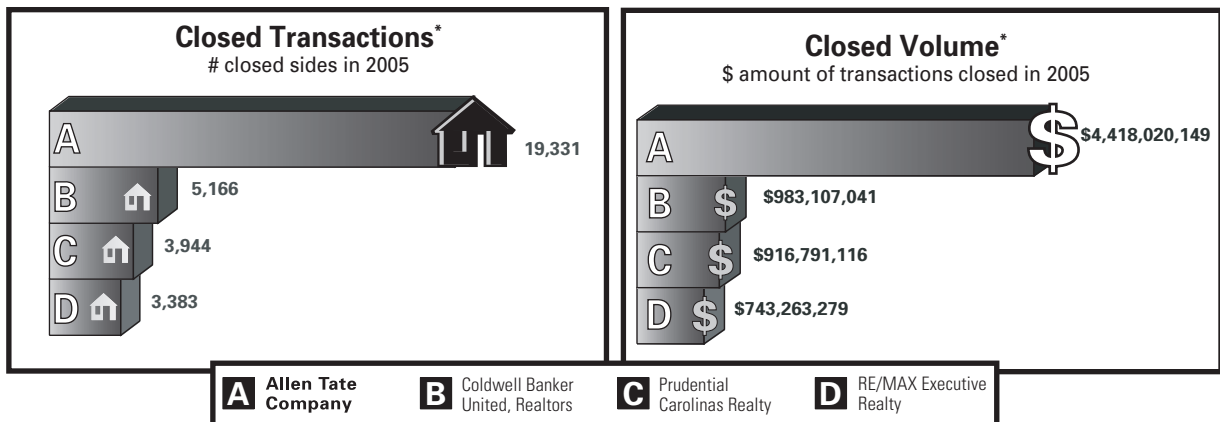 Closed Transactions*
# closed sides in 2005
A
19,331
B
5,166
C
3,944
D
3,383
Closed Volume*
$ amount of transactions closed in 2005
A
$
$4,418,020,149
B
$
$983,107,041
C
$
$916,791,116
D
$
$743,263,279
A Allen Tate
Company
B Coldwell Banker
United, Realtors
C Prudential
Carolinas Realty
D RE/MAX Executive
Realty